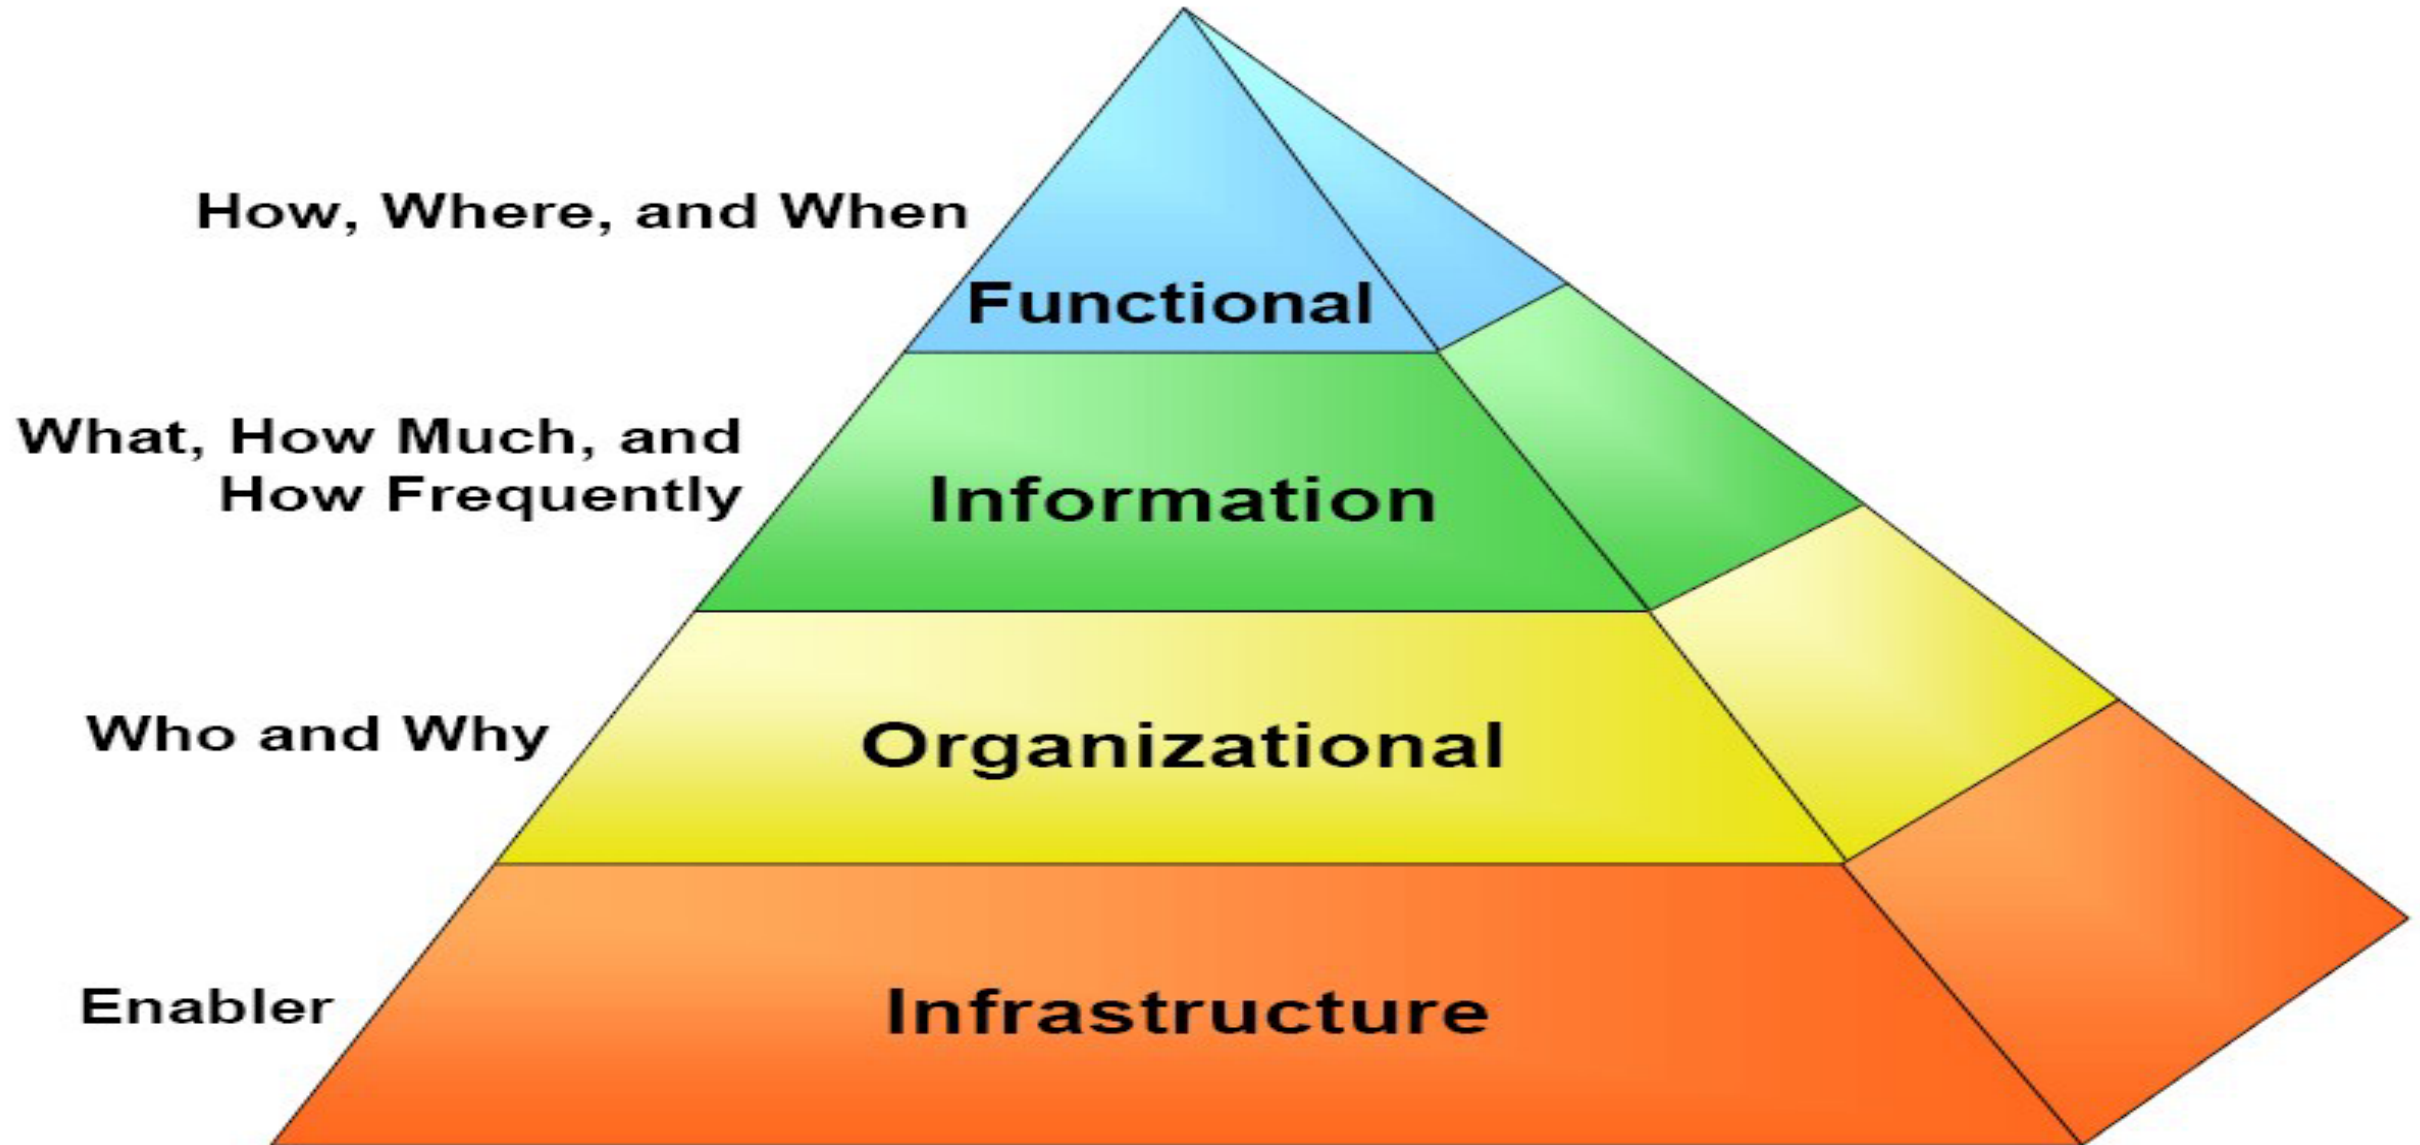 How, Where, and When
Functional
What, How Much, and
How Frequently
Information
Who and Why
Organizational
Enabler
Infrastructure